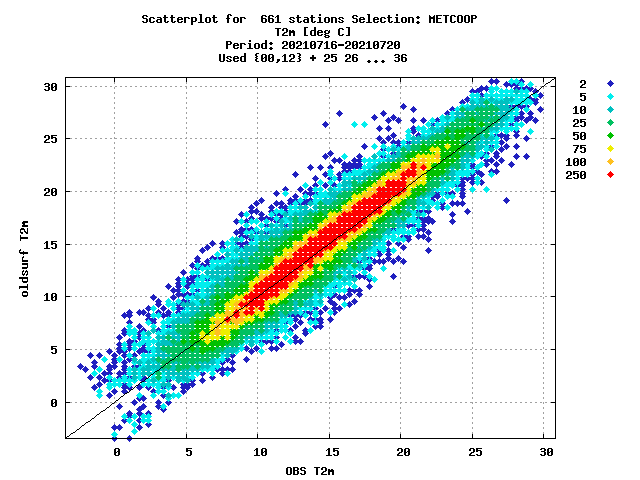 Scatterplot for  661 stations Selection: METCOOP
T2m [deg C]
Period: 20210716-20210720
Used {00,12} + 25 26 ... 36
30
25
20
15
10
5
0
oldsurf T2m
0 5 10 15 20 25 30
OBS T2m
2
5
10
25
50
75
100
250